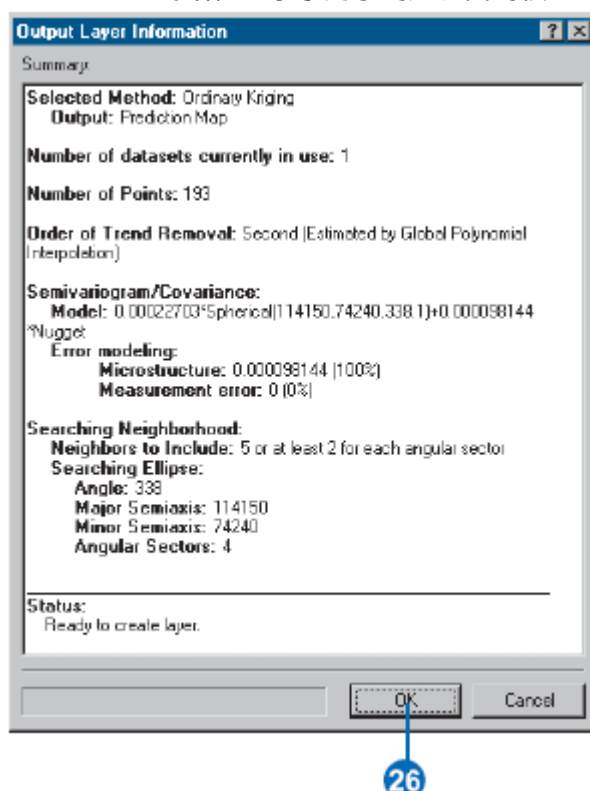 Output Layer Information
Summary:
Selected Method: Ordinary Kriging
Output: Prediction Map
Number of datasets currently in use: 1
Number of Points: 193
Order of Trend Removal: Second (Estimated by Global Polynomial
Interpolation)
Semivariogram/Covariance:
Model: 0.00022703*Spherical(114150,74240,338.1)+0.000098144
*Nugget
Error modeling:
Microstructure: 0.000098144 (100%)
Measurement error: 0 (0%)
Searching Neighborhood:
Neighbors to Include: 5 or at least 2 for each angular sector
Searching Ellipse:
Angle: 338
Major Semiaxis: 114150
Minor Semiaxis: 74240
Angular Sectors: 4
Status:
Ready to create layer.
OK Cancel
26